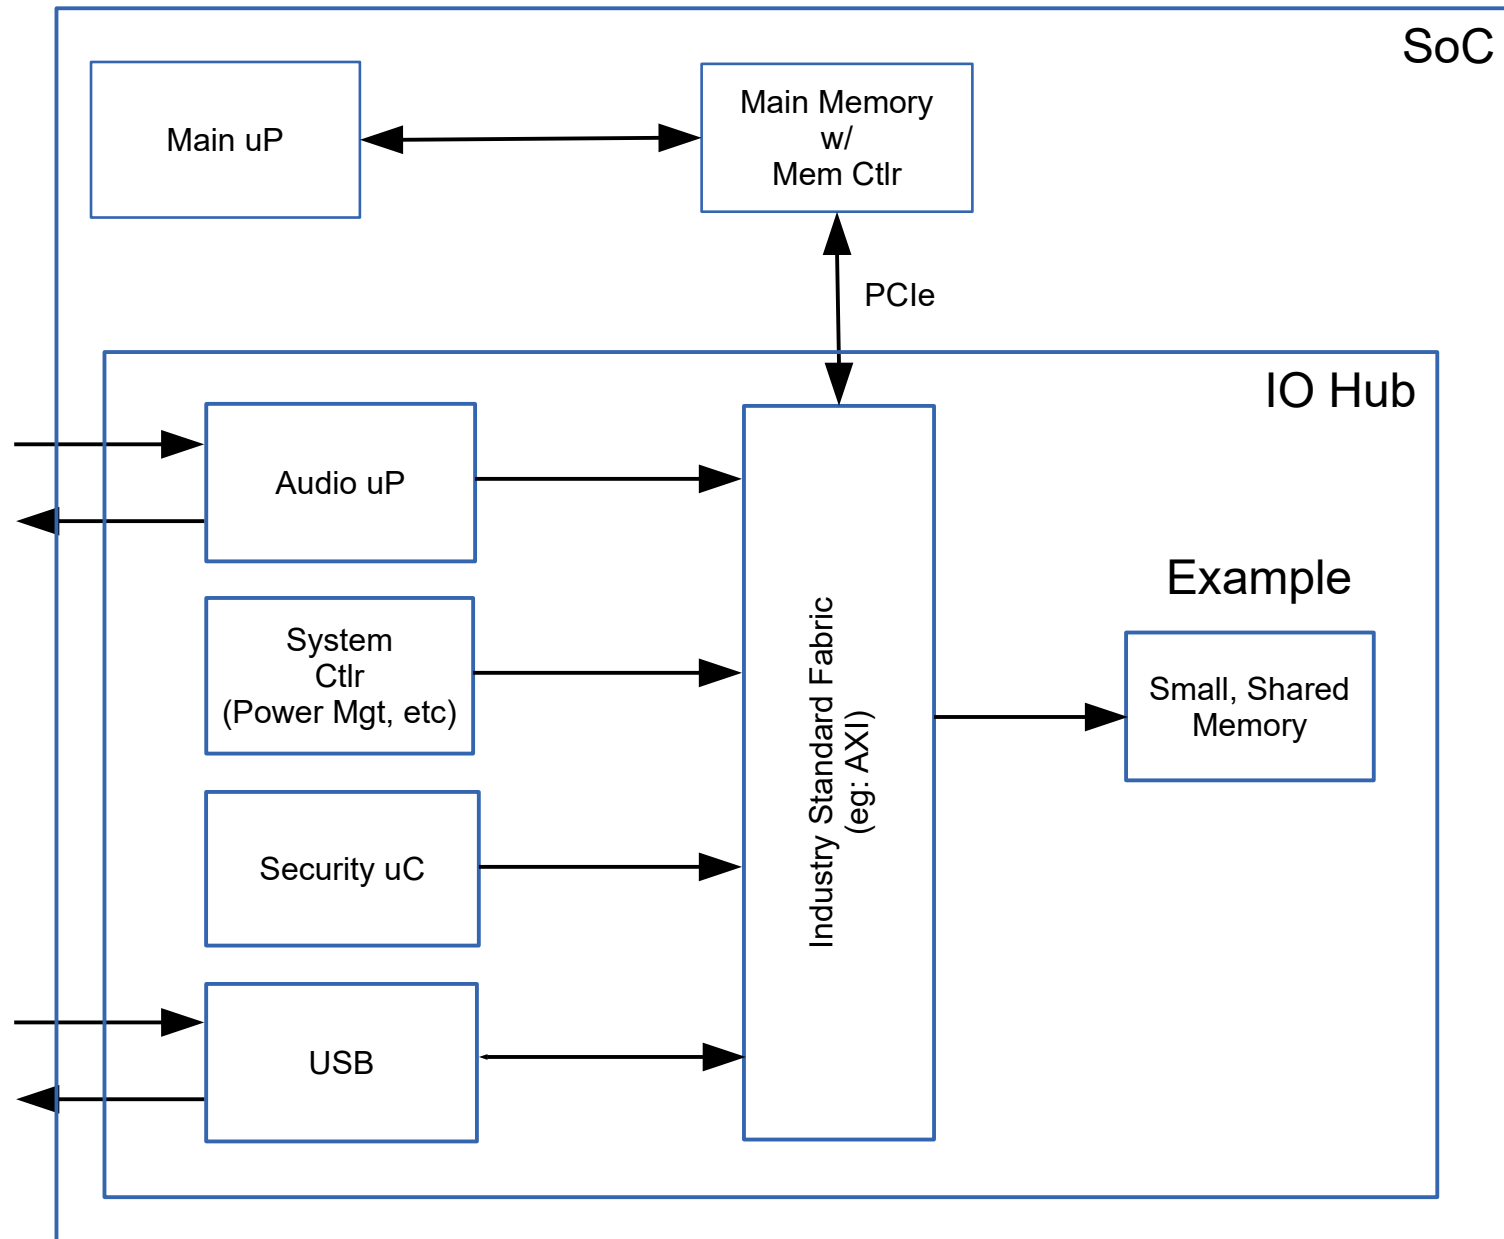 SoC
Main uP
Main Memory
w/
Mem Ctlr
PCIe
IO Hub
Audio uP
System
Ctlr
(Power Mgt, etc)
Security uC
USB
Industry Standard Fabric
(eg: AXI)
Example
Small, Shared
Memory